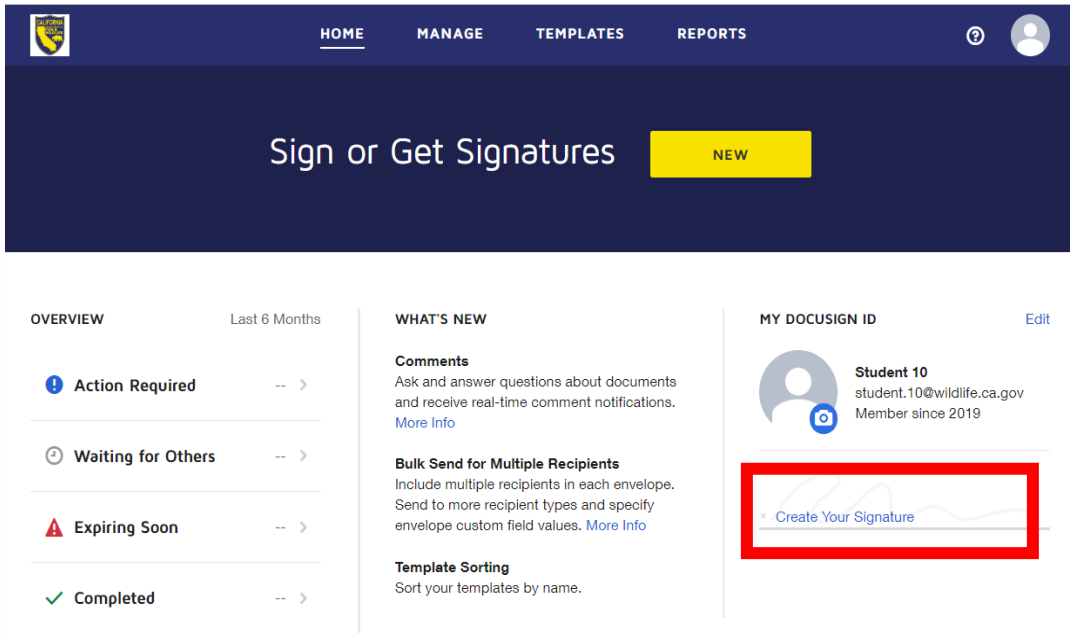 CALIFORNIA
HOME MANAGE TEMPLATES REPORTS
Sign or Get Signatures
NEW
OVERVIEW Last 6 Months
Action Required --
Waiting for Others --
Expiring Soon --
Completed --
WHAT'S NEW
Comments
Ask and answer questions about documents
and receive real-time comment notifications.
More Info
Bulk Send for Multiple Recipients
Include multiple recipients in each envelope.
Send to more recipient types and specify
envelope custom field values. More Info
Template Sorting
Sort your templates by name.
MY DOCUSIGN ID Edit
Student 10
student.10@wildlife.ca.gov
Member since 2019
Create Your Signature